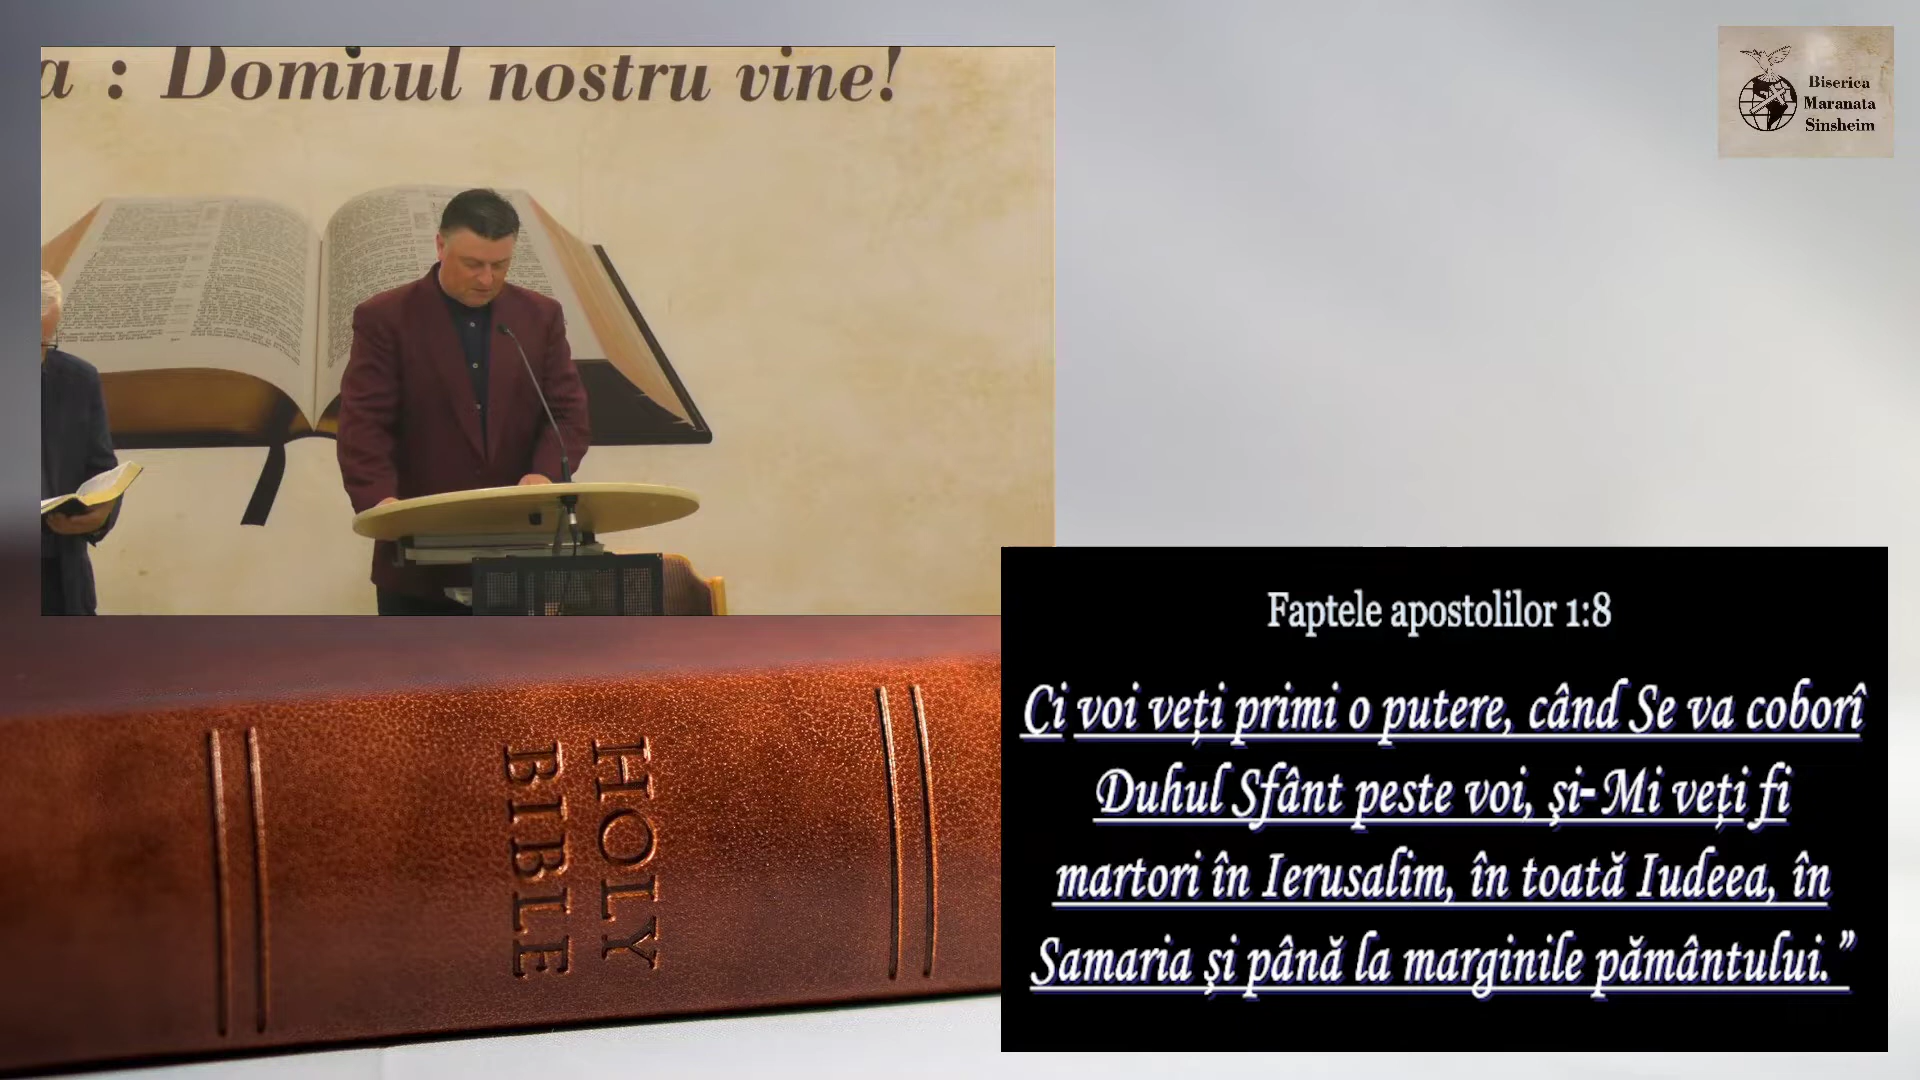 a : Domnul nostru vine!
Biserica
Maranata
Sinsheim
Faptele apostolilor 1:8
Ci voi veți primi o putere, când Se va coborî
Duhul Sfânt peste voi, și-Mi veți fi
martori în Ierusalim, în toată Iudeea, în
Samaria și până la marginile pământului.”
HOLY
BIBLE